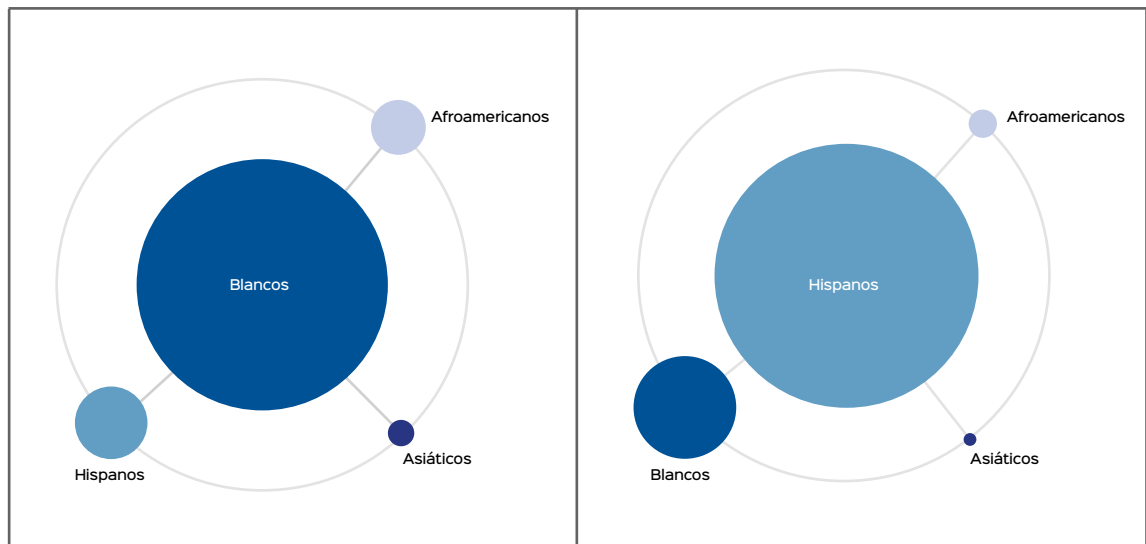 Afroamericanos
Blancos
Hispanos
Asiáticos
Afroamericanos
Hispanos
Blancos
Asiáticos